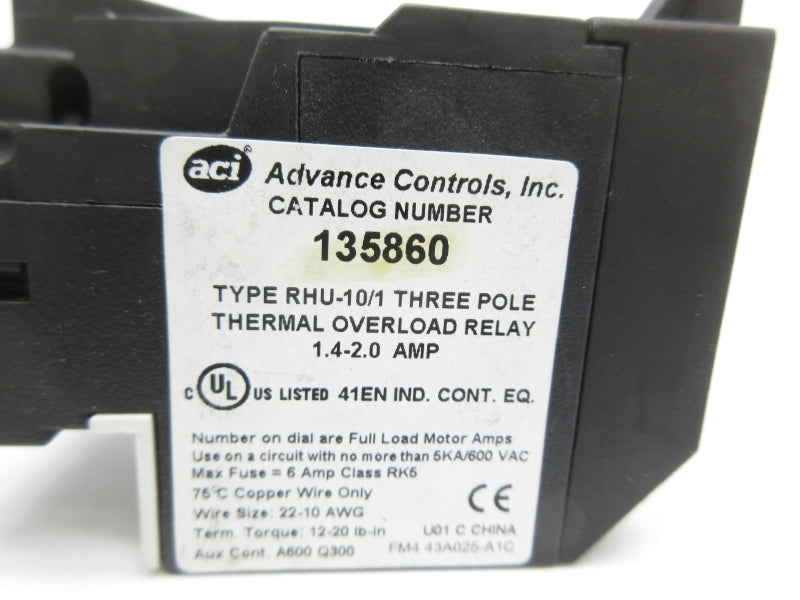 aci® Advance Controls, Inc.
CATALOG NUMBER
135860
TYPE RHU-10/1 THREE POLE
THERMAL OVERLOAD RELAY
1.4-2.0 AMP
C UL US LISTED 41EN IND. CONT. EQ.
Number on dial are Full Load Motor Amps
Use on a circuit with no more than 5KA/600 VAC
Max Fuse = 6 Amp Class RK5
75°C Copper Wire Only
CE
Wire Size: 22-10 AWG
Term. Torque: 12-20 lb-in
U01 C CHINA
Aux Cont. A600 Q300
FM4 43A025-A1C